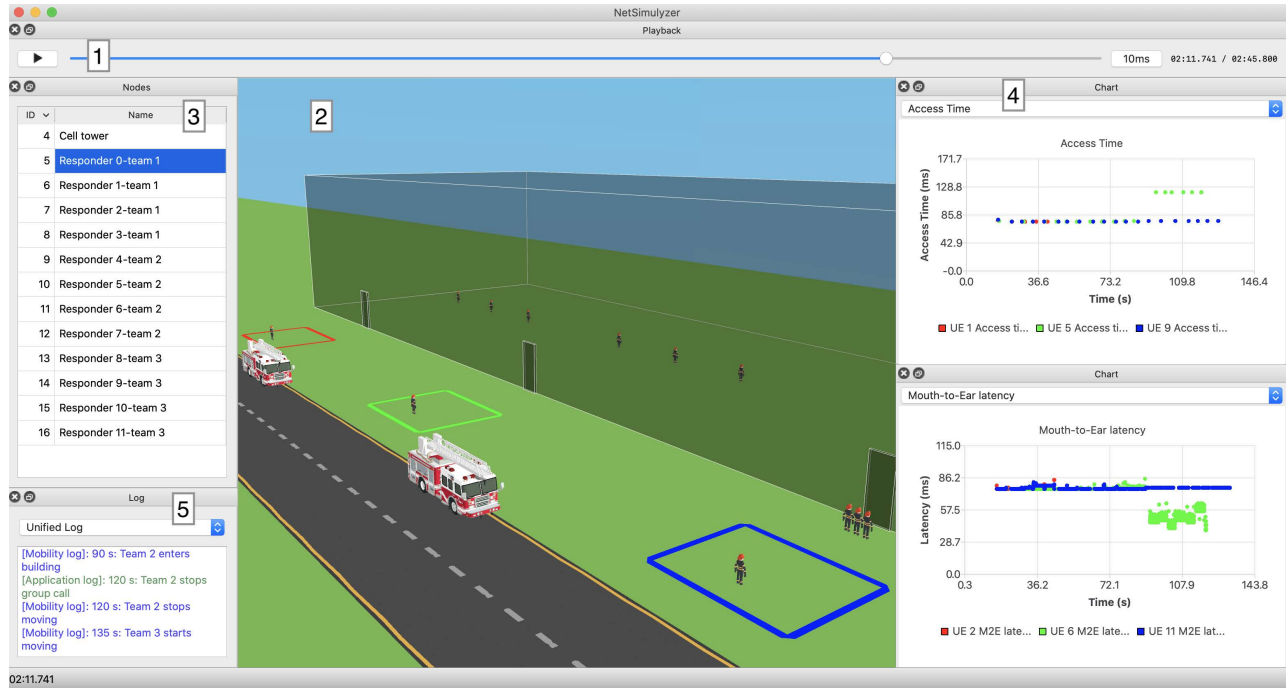 NetSimulyzer
Playback
1
10ms
02:11.741 / 02:45.800
Nodes
3
ID Name
4 Cell tower
5 Responder 0-team 1
6 Responder 1-team 1
7 Responder 2-team 1
8 Responder 3-team 1
9 Responder 4-team 2
10 Responder 5-team 2
11 Responder 6-team 2
12 Responder 7-team 2
13 Responder 8-team 3
14 Responder 9-team 3
15 Responder 10-team 3
16 Responder 11-team 3
Log
5
Unified Log
[Mobility log]: 90 s: Team 2 enters
building
[Application log]: 120 s: Team 2 stops
group call
[Mobility log]: 120 s: Team 2 stops
moving
[Mobility log]: 135 s: Team 3 starts
moving
2
Chart
4
Access Time
Access Time
171.7
128.8
85.8
42.9
-0.0
Access Time (ms)
0.0 36.6 73.2 109.8 146.4
Time (s)
UE 1 Access ti... UE 5 Access ti... UE 9 Access ti...
Chart
Mouth-to-Ear latency
Mouth-to-Ear latency
115.0
86.2
57.5
28.7
0.0
Latency (ms)
0.3 36.2 72.1 107.9 143.8
Time (s)
UE 2 M2E late... UE 6 M2E late... UE 11 M2E lat...
02:11.741